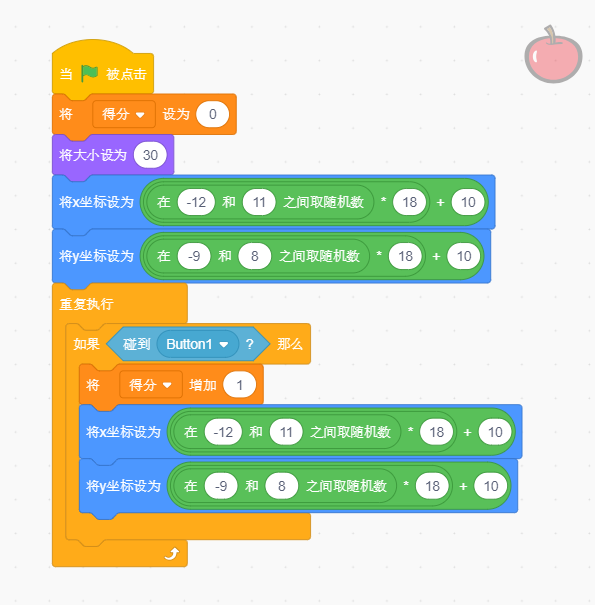 当 被点击
将 得分 设为 0
将大小设为 30
将x坐标设为 在 -12 和 11 之间取随机数 * 18 + 10
将y坐标设为 在 -9 和 8 之间取随机数 * 18 + 10
重复执行
如果 碰到 Button1 ? 那么
将 得分 增加 1
将x坐标设为 在 -12 和 11 之间取随机数 * 18 + 10
将y坐标设为 在 -9 和 8 之间取随机数 * 18 + 10